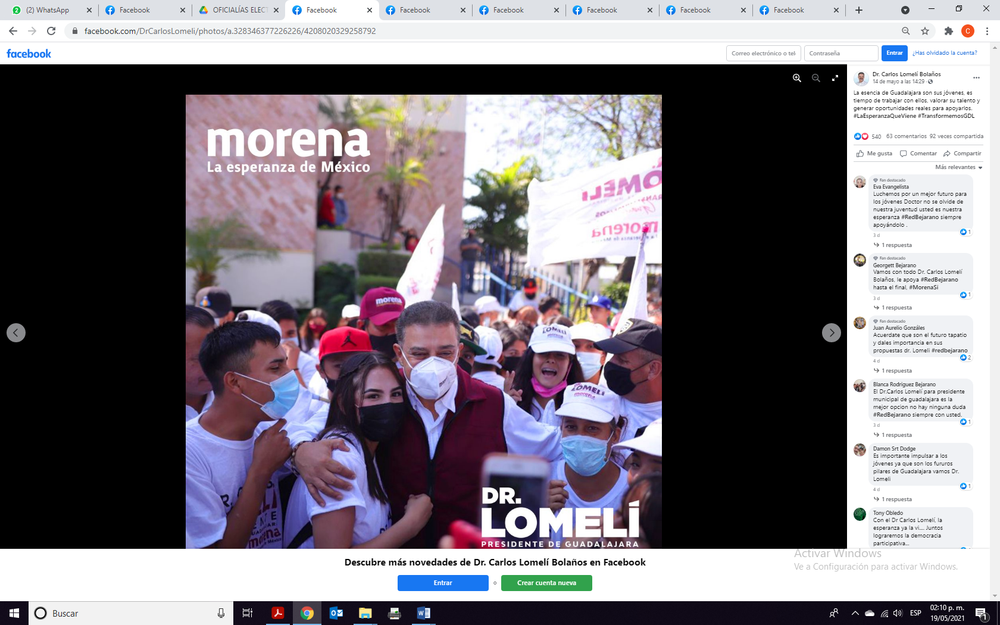 (2) WhatsApp
Facebook
OFICIALÍAS ELECT
Facebook
Facebook
Facebook
Facebook
Facebook
Facebook
facebook.com/DrCarlosLomeli/photos/a.328346377226226/4208020329258792
C
facebook
Correo electrónico o tel
Contraseña
Entrar
¿Has olvidado la cuenta?
morena
La esperanza de México
LOMELÍ
morena
morena
LOMELÍ
DR.
LOMELÍ
morena
morena
DR.
LOMELÍ
PRESIDENTE DE GUADALAJARA
Dr. Carlos Lomelí Bolaños
14 de mayo a las 14:29 ·
La esencia de Guadalajara son sus jóvenes, es
tiempo de trabajar con ellos, valorar su talento y
generar oportunidades reales para apoyarlos.
#LaEsperanzaQueViene #TransformemosGDL
540 63 comentarios 92 veces compartida
Me gusta Comentar Compartir
Más relevantes
Fan destacado
Eva Evangelista
Luchemos por un mejor futuro para
los jóvenes Doctor no se olvide de
nuestra juventud usted es nuestra
esperanza #RedBejarano siempre
apoyándolo .
1
3 d
1 respuesta
Fan destacado
Georgett Bejarano
Vamos con todo Dr. Carlos Lomelí
Bolaños, le apoya #RedBejarano
hasta el final, #MorenaSí
1
3 d
1 respuesta
Fan destacado
Juan Aurelio Gonzáles
Acuerdate que son el futuro tapatio
y dales importancia en sus
propuestas dr. Lomeli #redbejarano
2
4 d
1 respuesta
Blanca Rodriguez Bejarano
El Dr.Carlos Lomelí para presidente
municipal de guadalajara es la
mejor opcion no hay ninguna duda
#RedBejarano siempre con usted.
1
3 d
1 respuesta
Damon Srt Dodge
Es importante impulsar a los
jóvenes ya que son los fururos
pilares de Guadalajara vamos Dr.
Lomeli
1
4 d
1 respuesta
Tony Obledo
Con el Dr Carlos Lomelí, la
esperanza ya la vi.... Juntos
lograremos la democracia
participativa...
Activar Windows
Ve a Configuración para activar Windows.
Descubre más novedades de Dr. Carlos Lomelí Bolaños en Facebook
Entrar
o
Crear cuenta nueva
Buscar
ESP
02:10 p. m.
19/05/2021
1